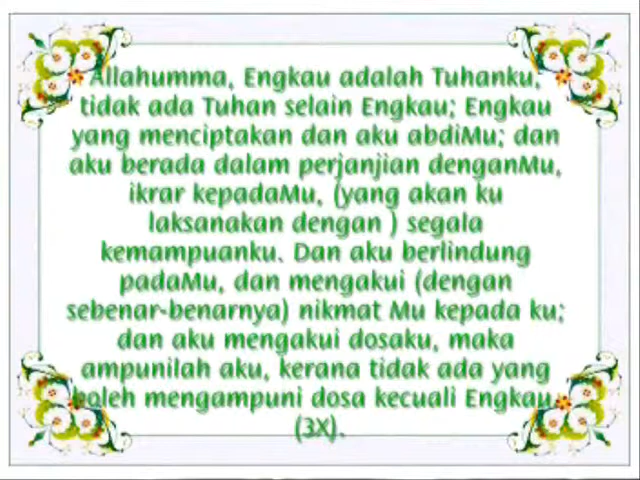 Allahumma, Engkau adalah Tuhanku,
tidak ada Tuhan selain Engkau; Engkau
yang menciptakan dan aku abdiMu; dan
aku berada dalam perjanjian denganMu,
ikrar kepadaMu, (yang akan ku
laksanakan dengan ) segala
kemampuanku. Dan aku berlindung
padaMu, dan mengakui (dengan
sebenar-benarnya) nikmat Mu kepada ku;
dan aku mengakui dosaku, maka
ampunilah aku, kerana tidak ada yang
boleh mengampuni dosa kecuali Engkau.
(3X).